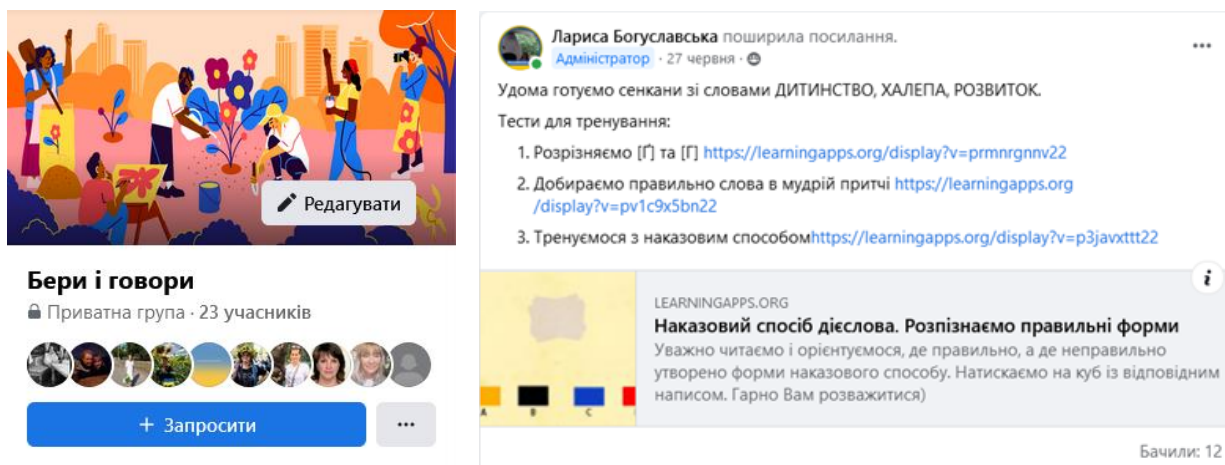 Редагувати
Бери і говори
Приватна група · 23 учасників
+ Запросити
Лариса Богуславська поширила посилання.
Адміністратор · 27 червня ·
Удома готуємо сенкани зі словами ДИТИНСТВО, ХАЛЕПА, РОЗВИТОК.
Тести для тренування:
1. Розрізняємо [Ґ] та [Г] https://learningapps.org/display?v=prmnrgnnv22
2. Добираємо правильно слова в мудрій притчі https://learningapps.org
/display?v=pv1c9x5bn22
3. Тренуємося з наказовим способомhttps://learningapps.org/display?v=p3javxttt22
A B C
LEARNINGAPPS.ORG
Наказовий спосіб дієслова. Розпізнаємо правильні форми
Уважно читаємо і орієнтуємося, де правильно, а де неправильно
утворено форми наказового способу. Натискаємо на куб із відповідним
написом. Гарно Вам розважитися)
Бачили: 12